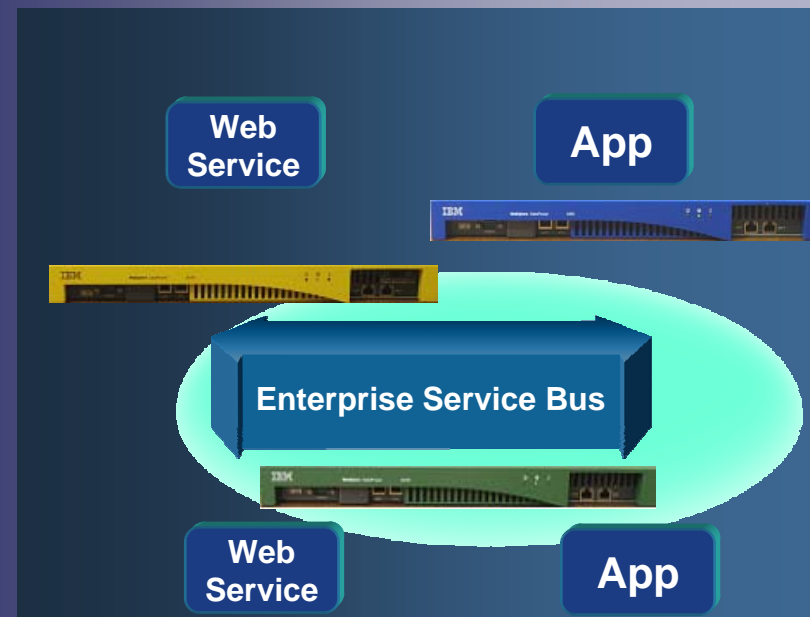 Web
Service
App
IBM
IBM
Enterprise Service Bus
IBM
Web
Service
App